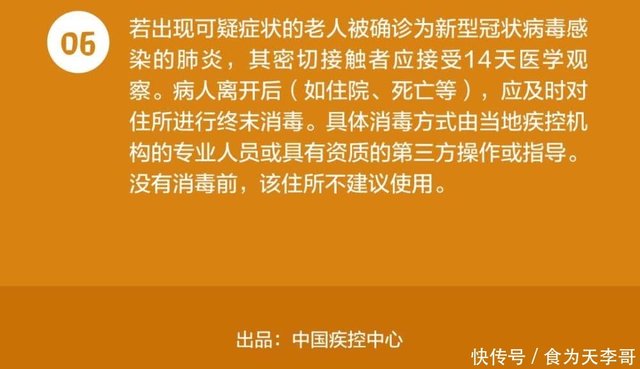 06
若出现可疑症状的老人被确诊为新型冠状病毒感
染的肺炎，其密切接触者应接受14天医学观
察。病人离开后（如住院、死亡等），应及时对
住所进行终末消毒。具体消毒方式由当地疾控机
构的专业人员或具有资质的第三方操作或指导。
没有消毒前，该住所不建议使用。
出品：中国疾控中心
快传号／食为天李哥